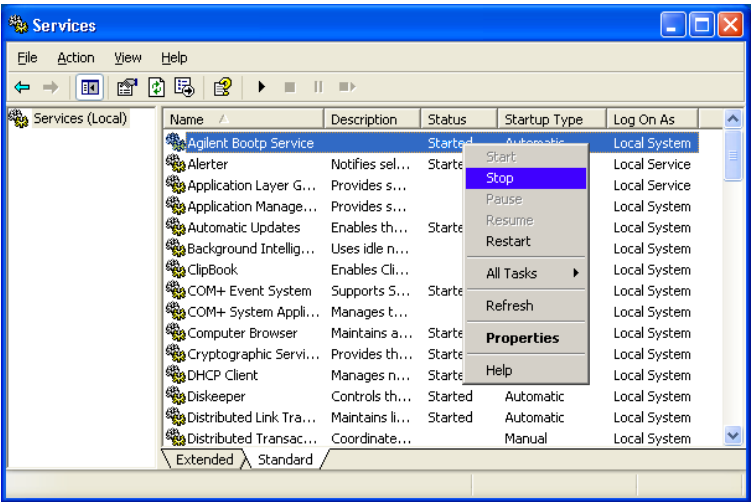 Services
File Action View Help
Services (Local)
Name Description Status Startup Type Log On As
Agilent Bootp Service Started Automatic Local System
Alerter Notifies sel... Local Service
Application Layer G... Provides s... Local Service
Application Manage... Provides s... Local System
Automatic Updates Enables th... Local System
Background Intellig... Uses idle n... Local System
ClipBook Enables Cli... Local System
COM+ Event System Supports S... Local System
COM+ System Appli... Manages t... Local System
Computer Browser Maintains a... Local System
Cryptographic Servi... Provides th... Local System
DHCP Client Manages n... Local System
Diskeeper Controls th... Started Automatic Local System
Distributed Link Tra... Maintains li... Started Automatic Local System
Distributed Transac... Coordinate... Manual Local System
Start
Stop
Pause
Resume
Restart
All Tasks
Refresh
Properties
Help
Extended Standard